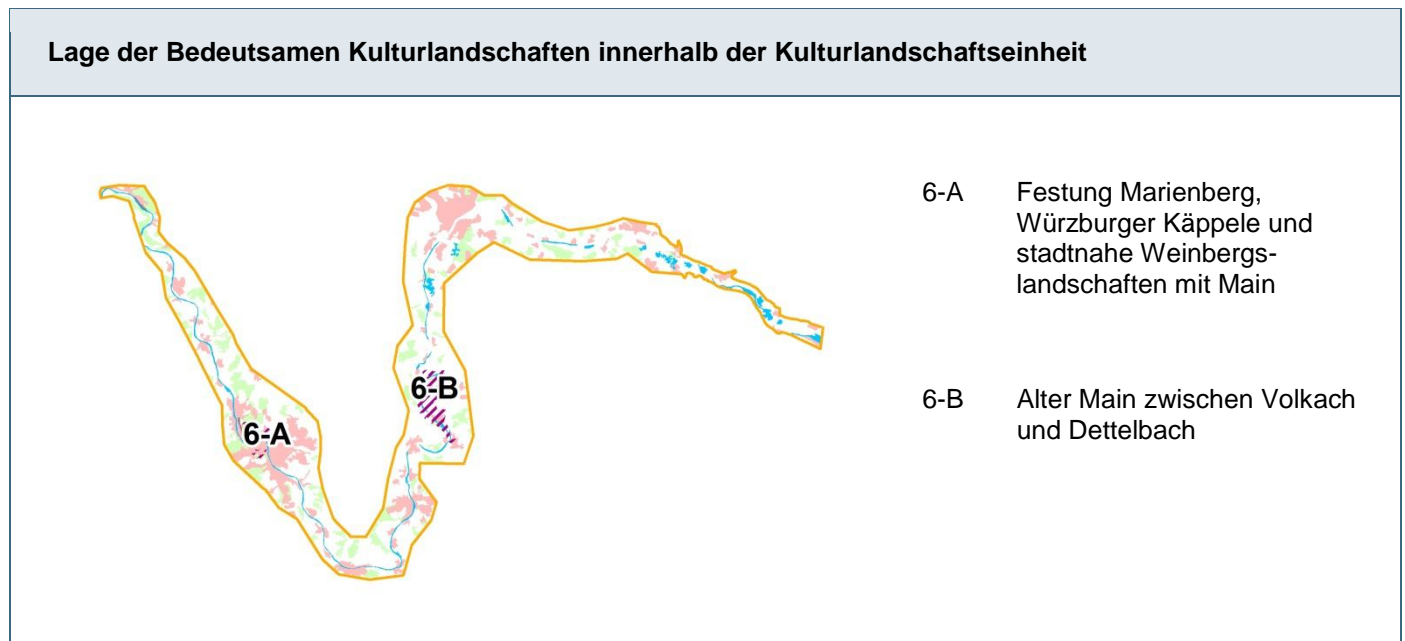 Lage der Bedeutsamen Kulturlandschaften innerhalb der Kulturlandschaftseinheit
6-A
6-B
6-A Festung Marienberg,
Würzburger Käppele und
stadtnahe Weinbergs-
landschaften mit Main
6-B Alter Main zwischen Volkach
und Dettelbach